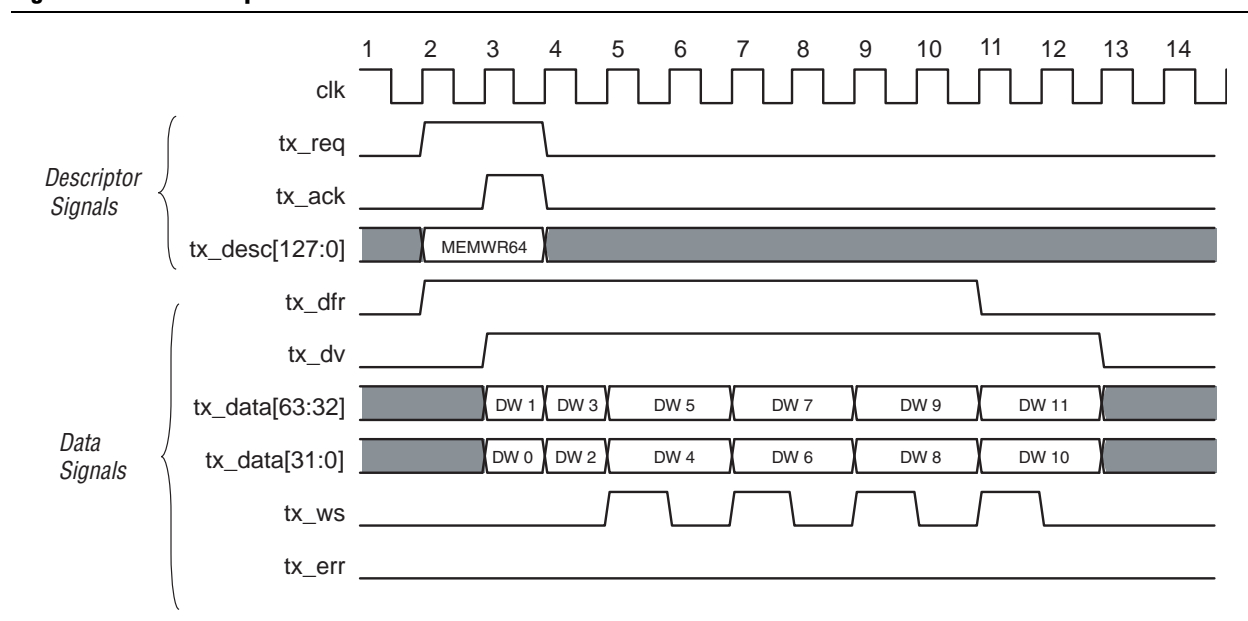 1 2 3 4 5 6 7 8 9 10 11 12 13 14
clk
tx_req
Descriptor
Signals
tx_ack
tx_desc[127:0] MEMWR64
tx_dfr
tx_dv
tx_data[63:32] DW 1 DW 3 DW 5 DW 7 DW 9 DW 11
Data
Signals
tx_data[31:0] DW 0 DW 2 DW 4 DW 6 DW 8 DW 10
tx_ws
tx_err